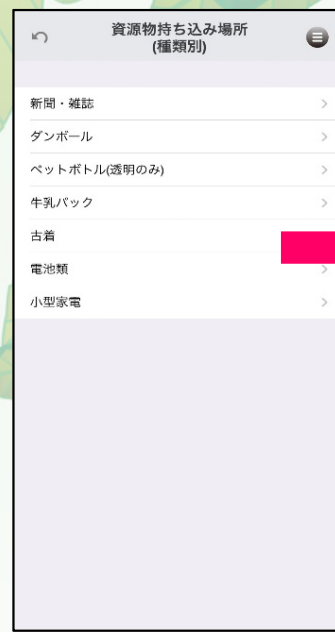 資源物持ち込み場所
(種類別)
新聞・雑誌
ダンボール
ペットボトル(透明のみ)
牛乳パック
古着
電池類
小型家電